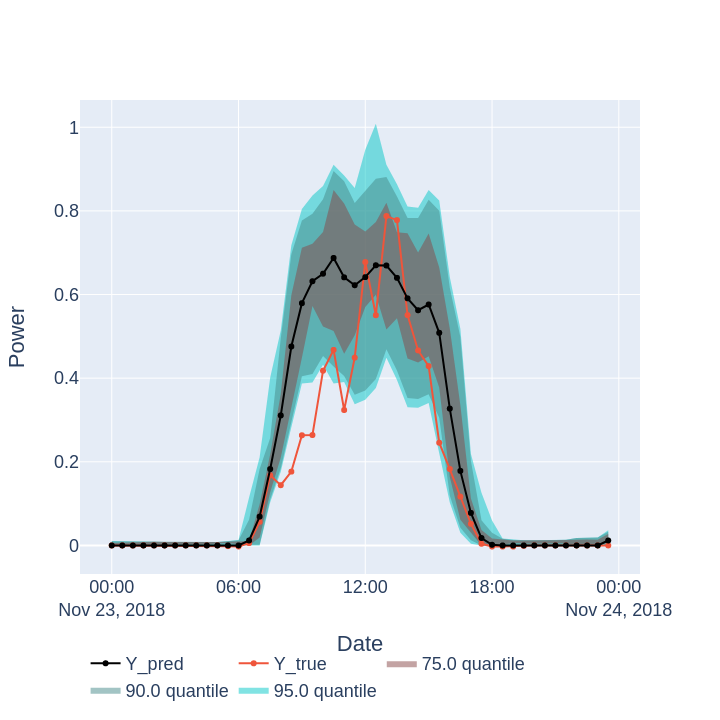 1
0.8
0.6
0.4
0.2
0
Power
00:00 06:00 12:00 18:00 00:00
Nov 23, 2018 Nov 24, 2018
Date
Y_pred Y_true 75.0 quantile
90.0 quantile 95.0 quantile